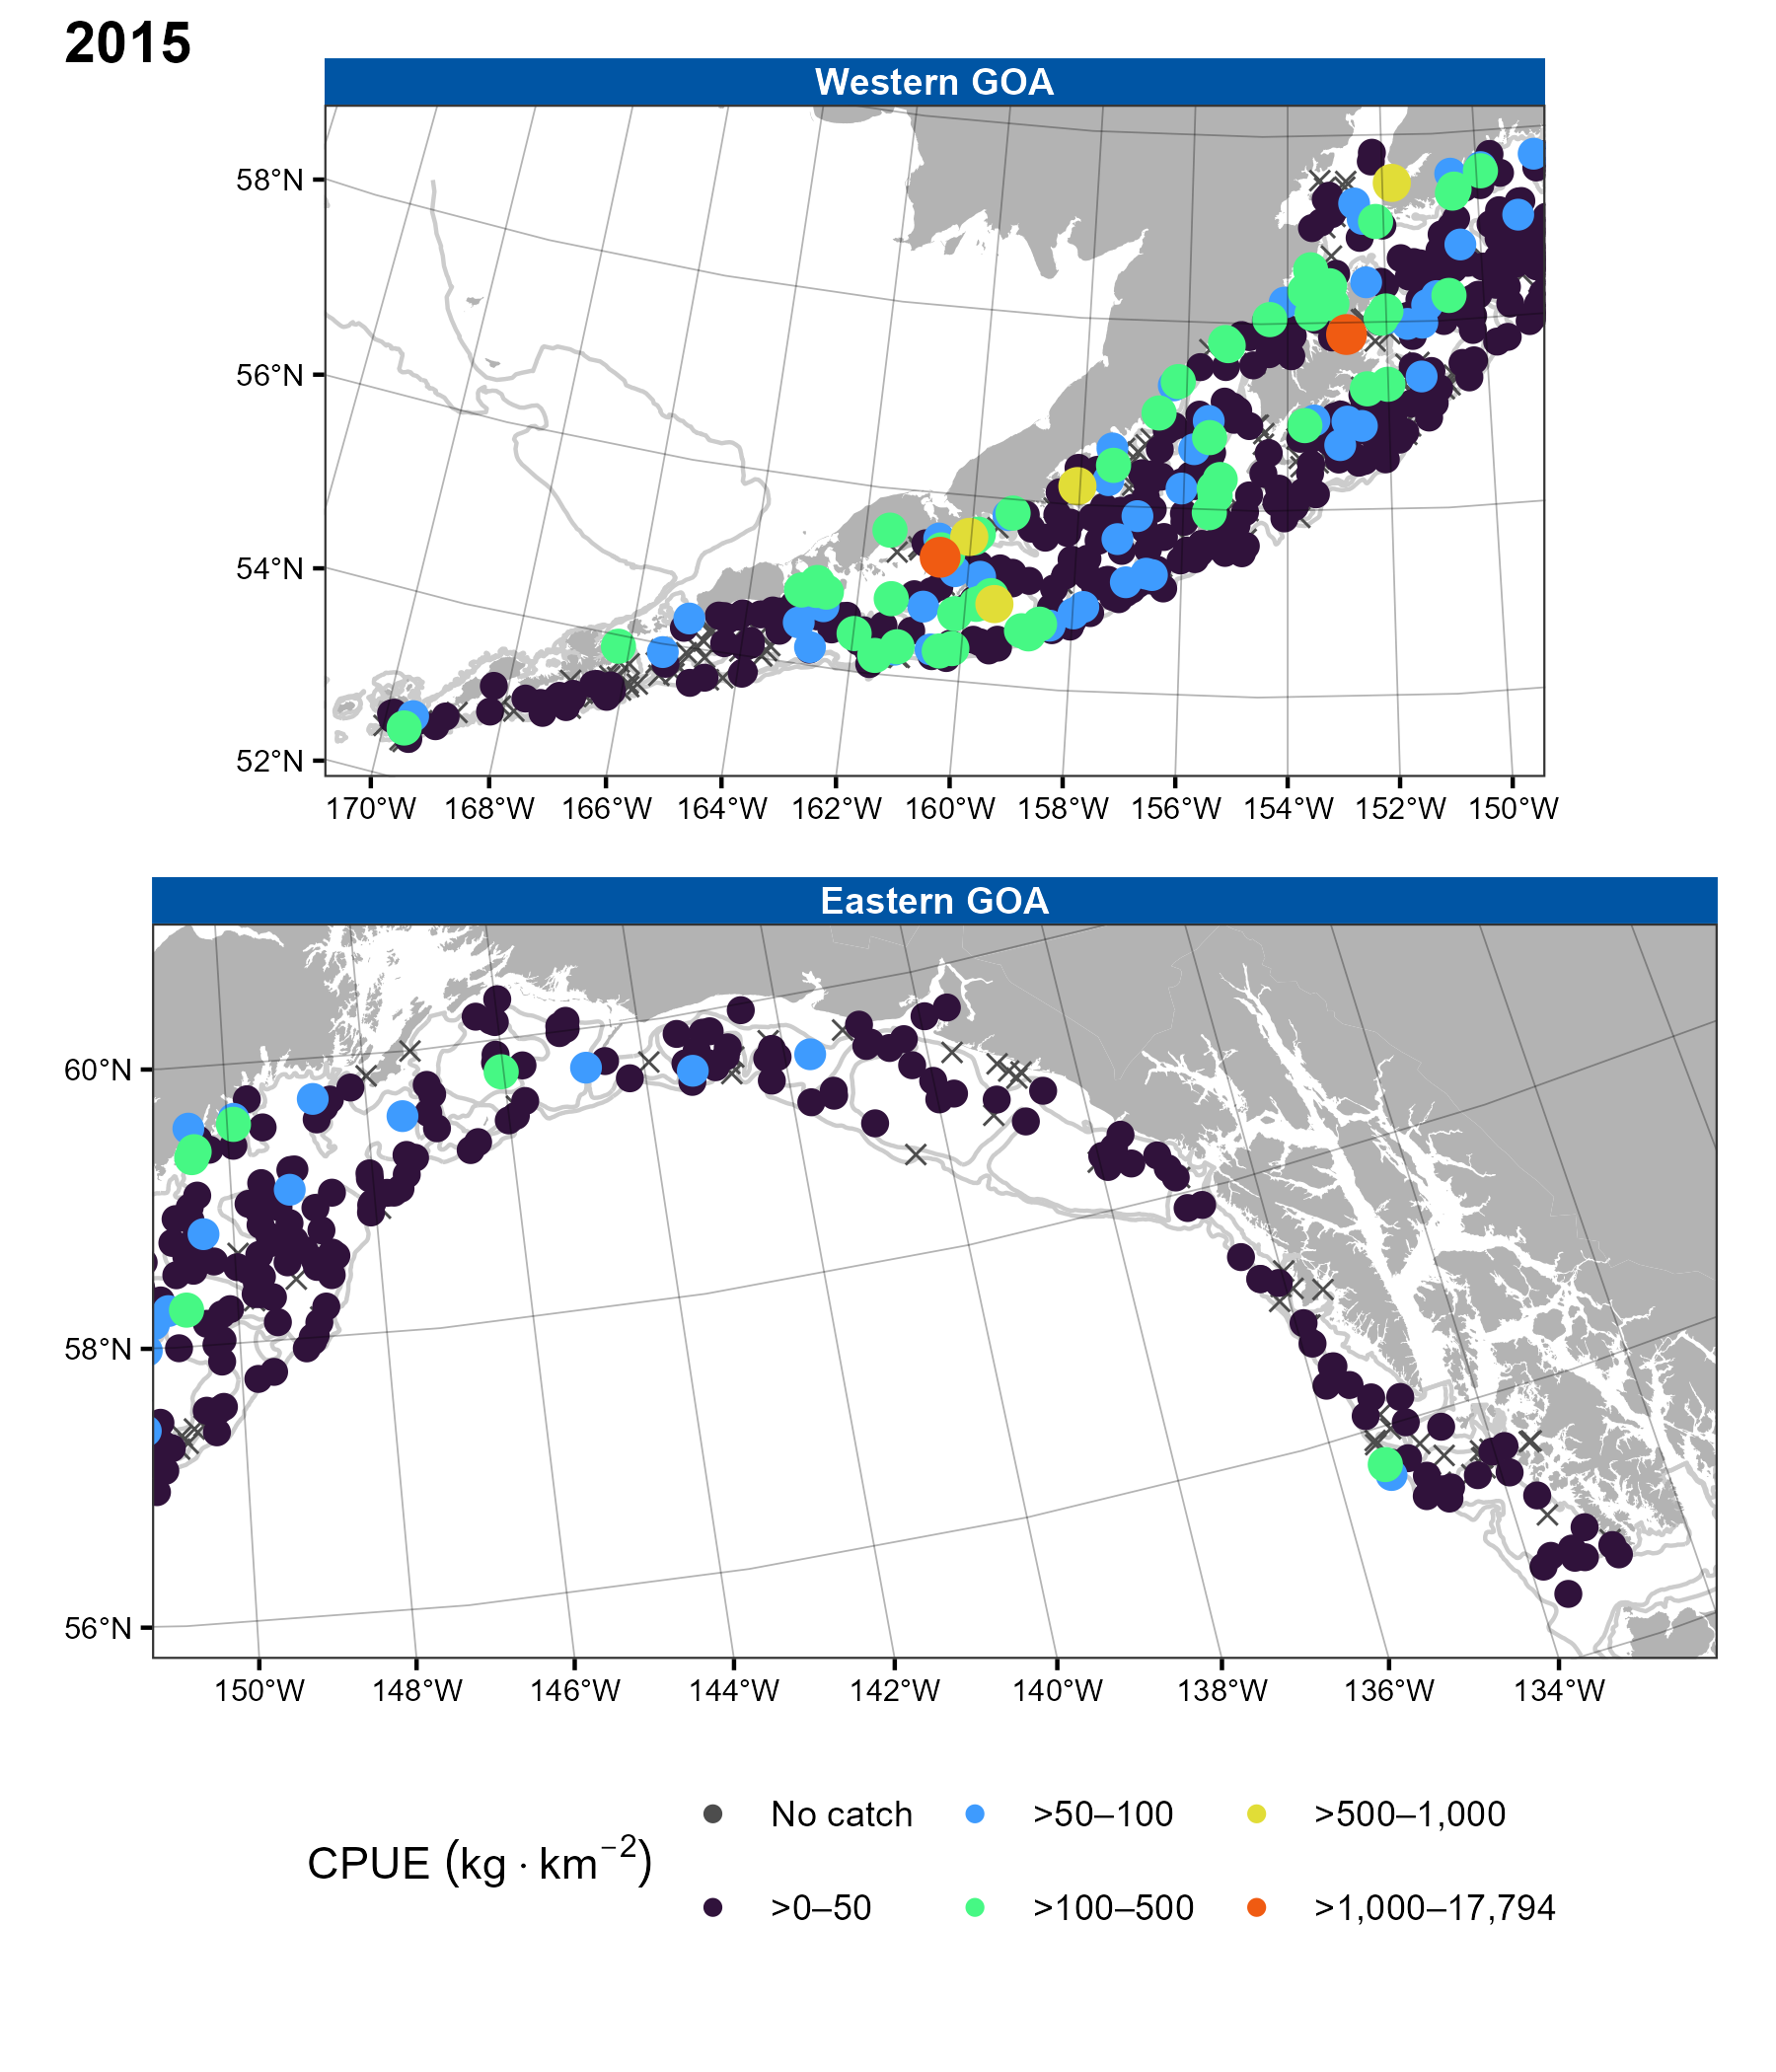 2015
Western GOA
58°N
56°N
54°N
52°N
170°W 168°W 166°W 164°W 162°W 160°W 158°W 156°W 154°W 152°W 150°W
Eastern GOA
60°N
58°N
56°N
150°W 148°W 146°W 144°W 142°W 140°W 138°W 136°W 134°W
CPUE (kg · km⁻²)
No catch >50–100 >500–1,000
>0–50 >100–500 >1,000–17,794